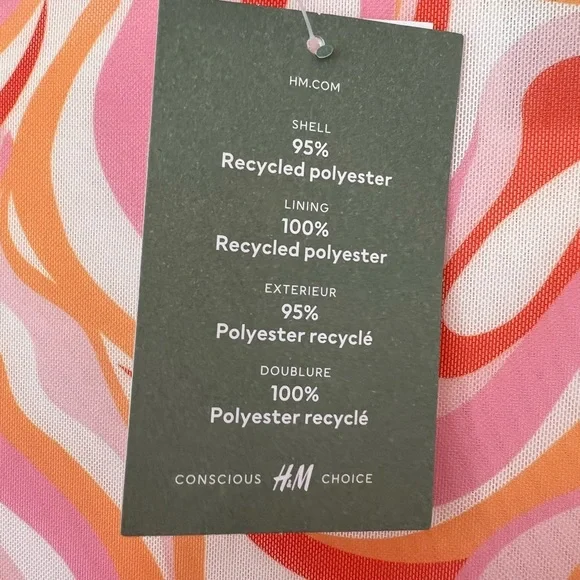 HM.COM
SHELL
95%
Recycled polyester
LINING
100%
Recycled polyester
EXTERIEUR
95%
Polyester recyclé
DOUBLURE
100%
Polyester recyclé
CONSCIOUS H&M CHOICE